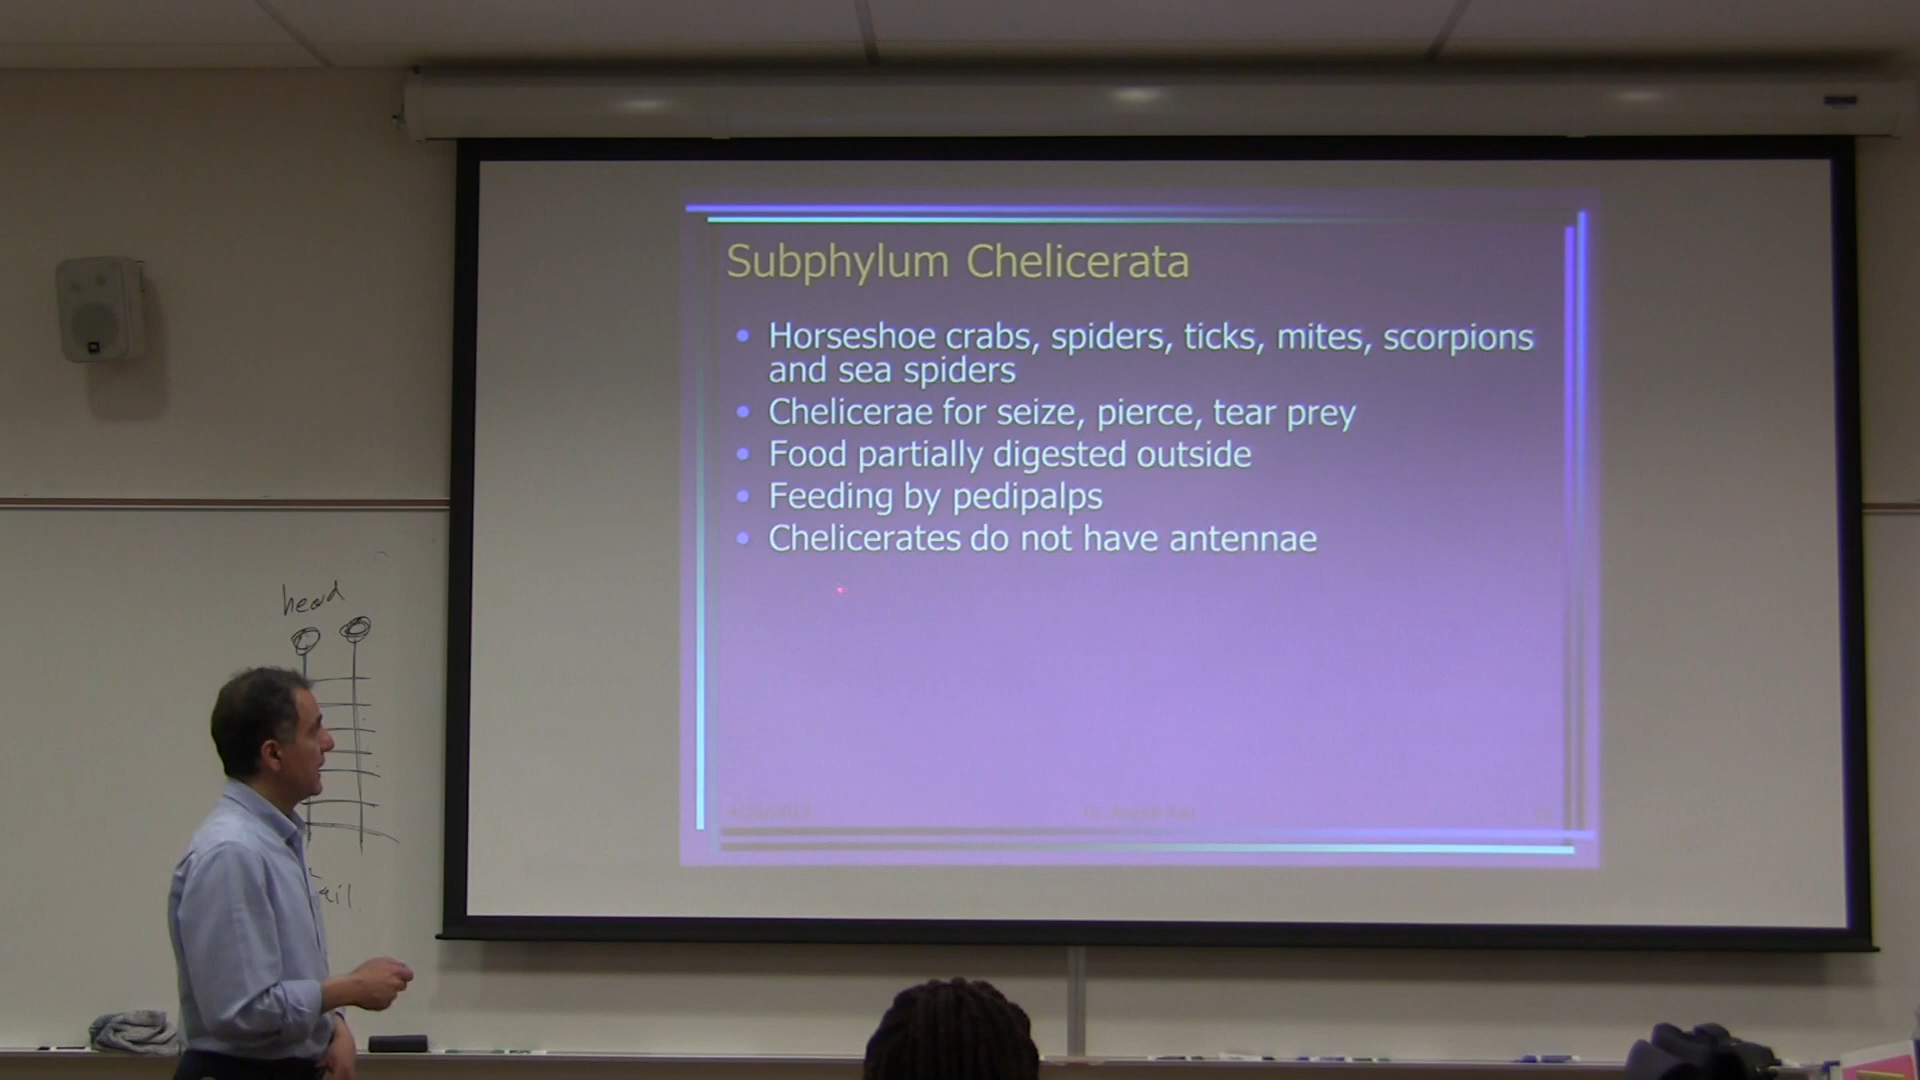 Subphylum Chelicerata
• Horseshoe crabs, spiders, ticks, mites, scorpions
and sea spiders
• Chelicerae for seize, pierce, tear prey
• Food partially digested outside
• Feeding by pedipalps
• Chelicerates do not have antennae
head